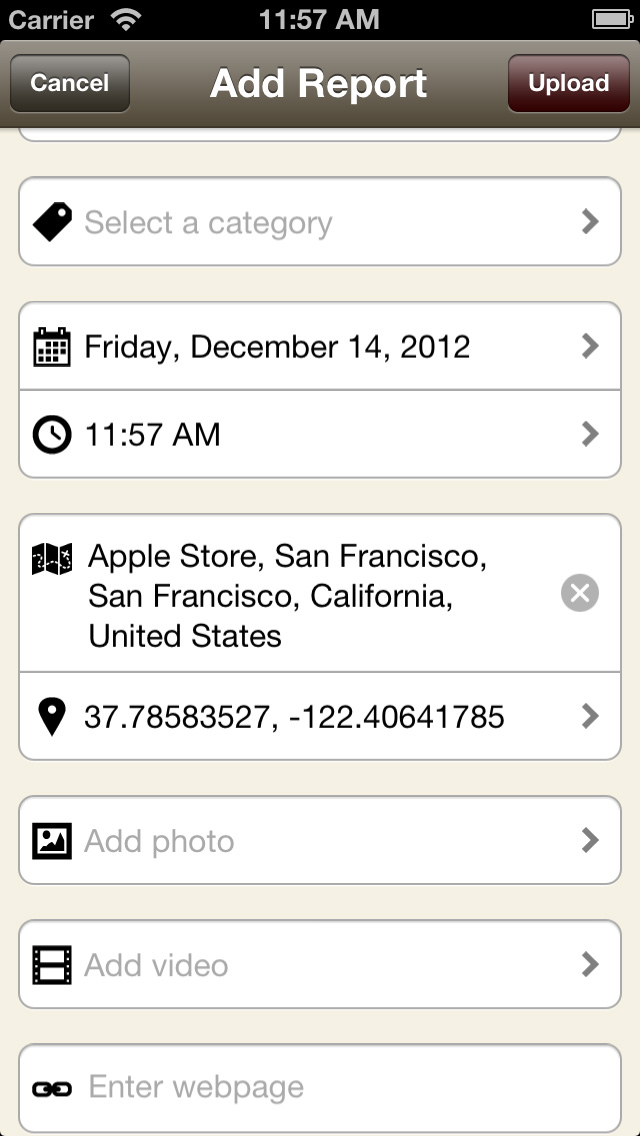 Carrier 11:57 AM
Cancel Add Report Upload
Select a category
Friday, December 14, 2012
11:57 AM
Apple Store, San Francisco,
San Francisco, California,
United States
37.78583527, -122.40641785
Add photo
Add video
Enter webpage